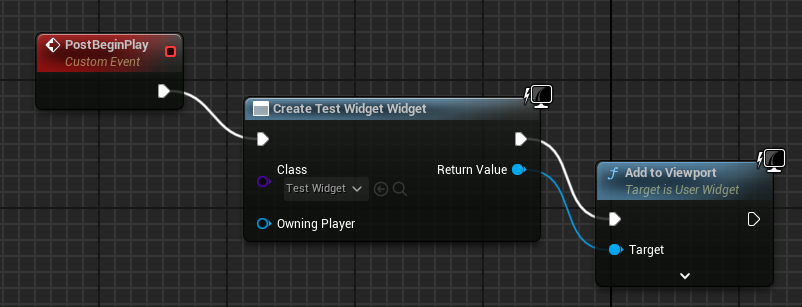 PostBeginPlay
Custom Event
Create Test Widget Widget
Class
Test Widget
Return Value
Owning Player
Add to Viewport
Target is User Widget
Target